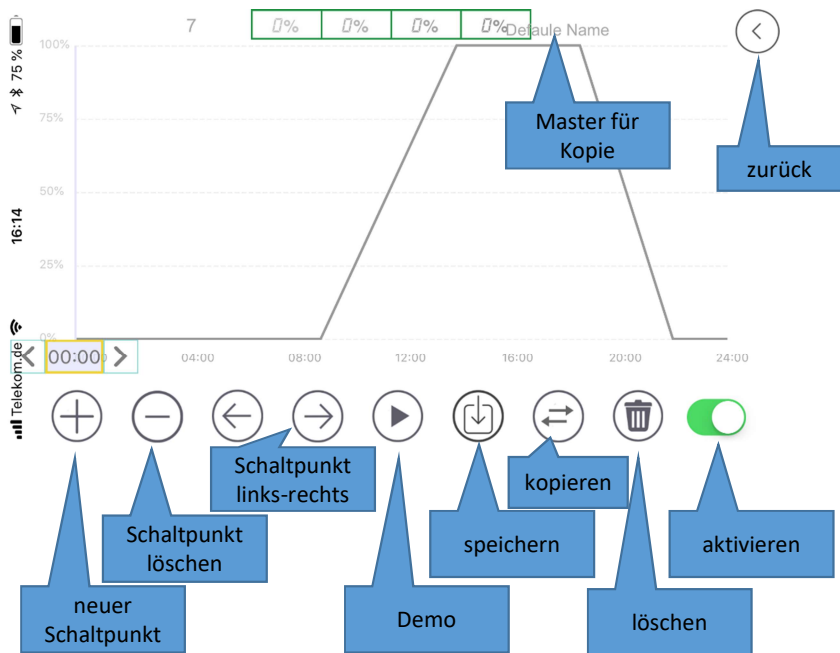 7 0% 0% 0% 0% Defaule Name
100%
75%
50%
25%
0%
75 %
16:14
Telekom.de
Master für
Kopie
zurück
00:00
04:00 08:00 12:00 16:00 20:00 24:00
Schaltpunkt
links-rechts
kopieren
Schaltpunkt
löschen
speichern
aktivieren
neuer
Schaltpunkt
Demo
löschen